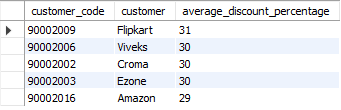 customer_code customer average_discount_percentage
90002009 Flipkart 31
90002006 Viveks 30
90002002 Croma 30
90002003 Ezone 30
90002016 Amazon 29